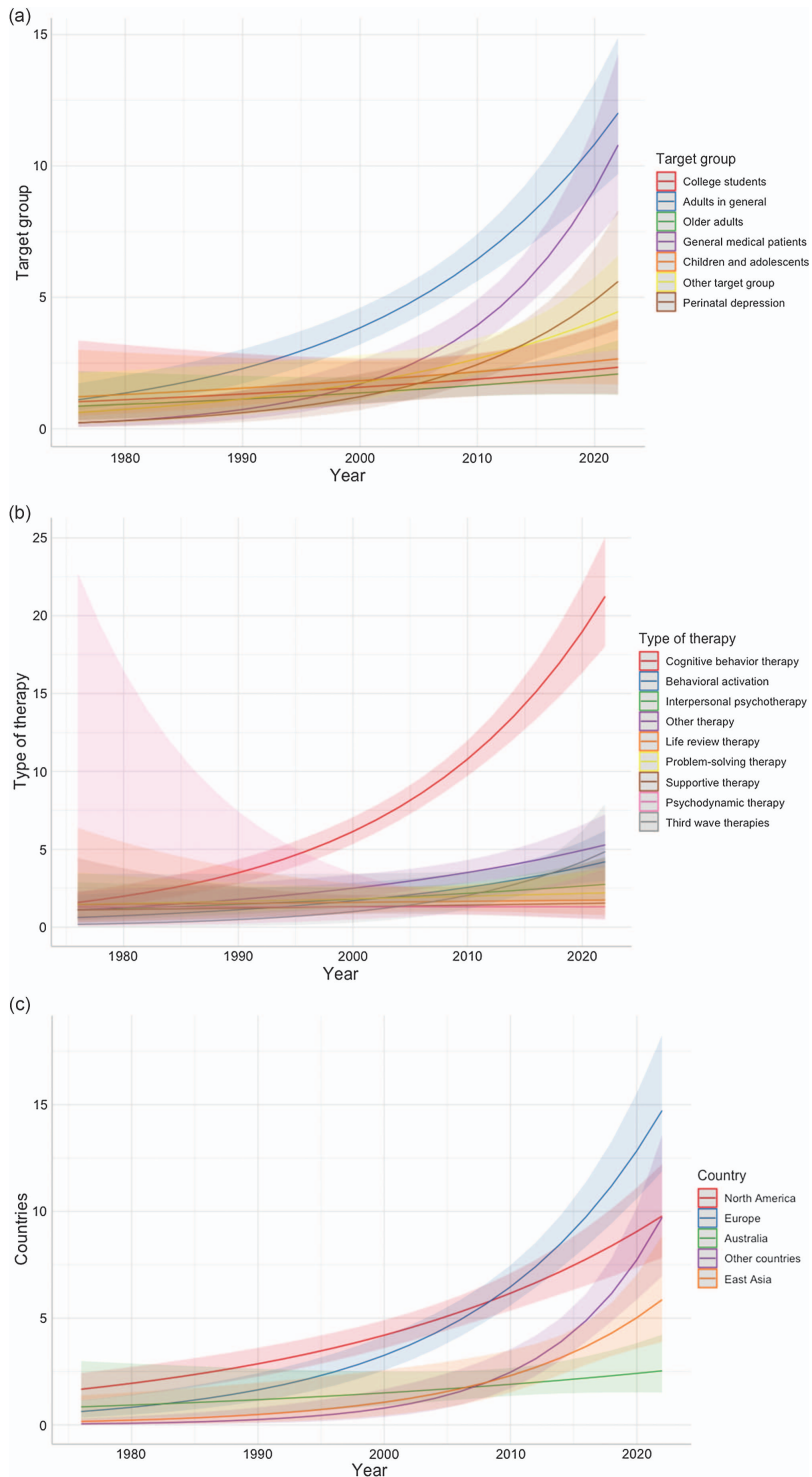 (a)
15
10
5
0
Target group
1980 1990 2000 2010 2020
Year
Target group
College students
Adults in general
Older adults
General medical patients
Children and adolescents
Other target group
Perinatal depression
(b)
25
20
15
10
5
0
Type of therapy
1980 1990 2000 2010 2020
Year
Type of therapy
Cognitive behavior therapy
Behavioral activation
Interpersonal psychotherapy
Other therapy
Life review therapy
Problem-solving therapy
Supportive therapy
Psychodynamic therapy
Third wave therapies
(c)
15
10
5
0
Countries
1980 1990 2000 2010 2020
Year
Country
North America
Europe
Australia
Other countries
East Asia